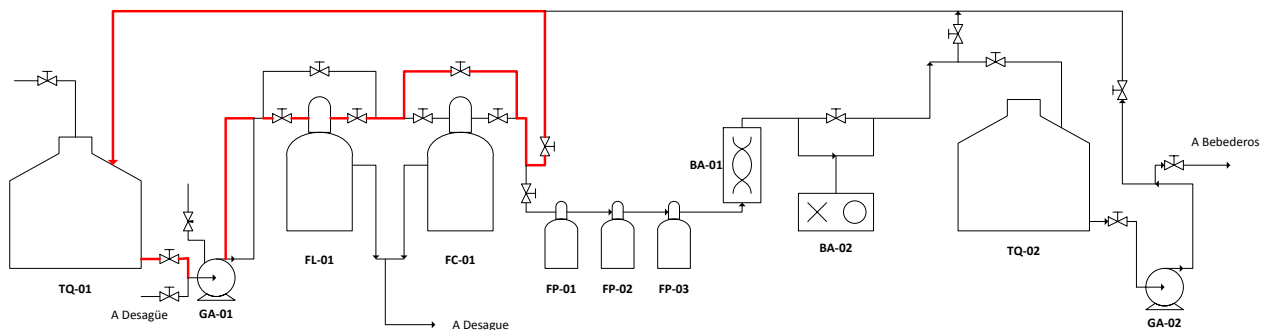 A Bebederos
BA-01
BA-02
TQ-02
FL-01
FC-01
TQ-01
FP-01
FP-02
FP-03
A Desagüe
GA-01
A Desague
GA-02